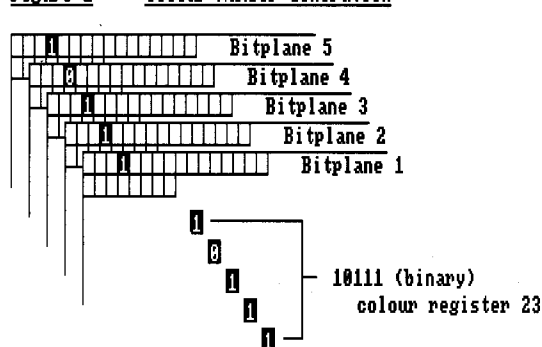 1 Bitplane 5
0 Bitplane 4
1 Bitplane 3
1 Bitplane 2
1 Bitplane 1
1
0
1
10111 (binary)
1
colour register 23
1